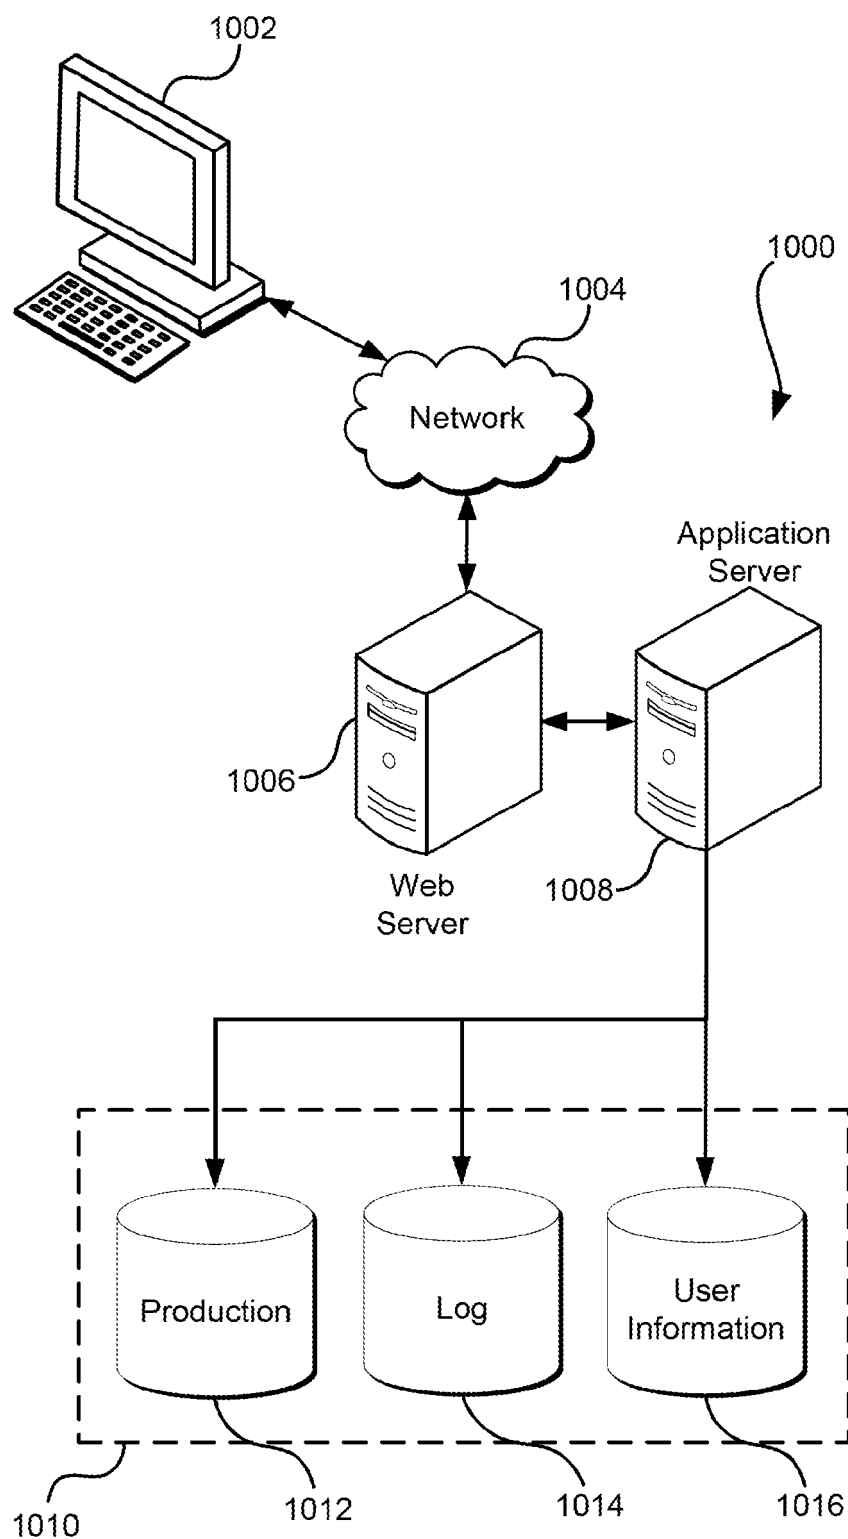 1002
1000
1004
Network
Application
Server
1006
Web
Server
1008
Production
Log
User
Information
1010
1012
1014
1016